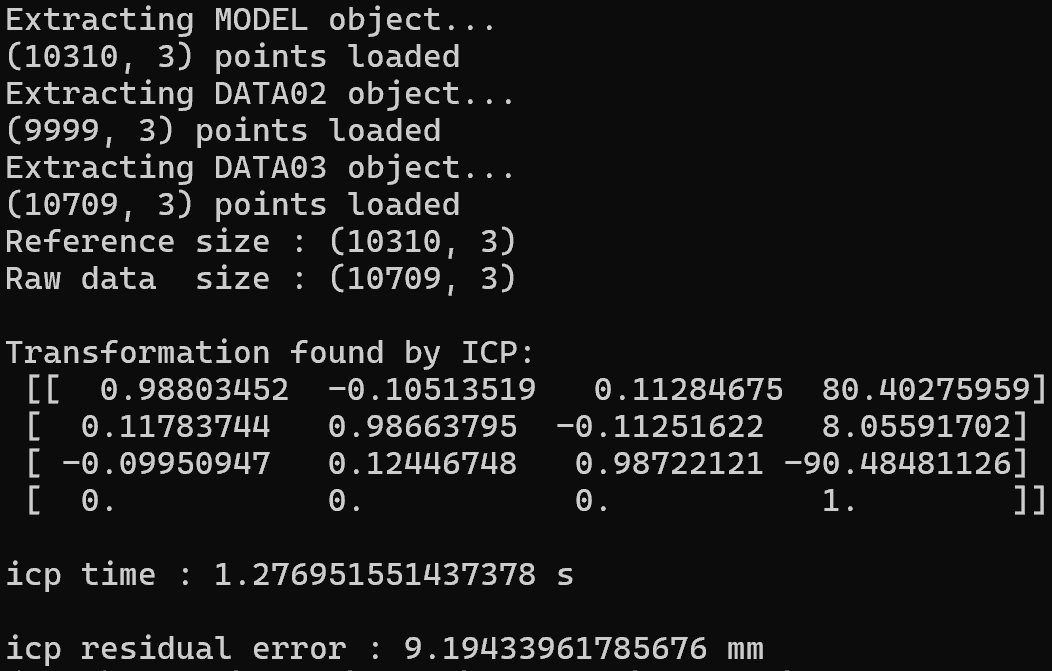 Extracting MODEL object...
(10310, 3) points loaded
Extracting DATA02 object...
(9999, 3) points loaded
Extracting DATA03 object...
(10709, 3) points loaded
Reference size : (10310, 3)
Raw data  size : (10709, 3)
Transformation found by ICP:
[[  0.98803452  -0.10513519   0.11284675  80.40275959]
[  0.11783744   0.98663795  -0.11251622   8.05591702]
[ -0.09950947   0.12446748   0.98722121 -90.48481126]
[  0.           0.           0.           1.        ]]
icp time : 1.276951551437378 s
icp residual error : 9.19433961785676 mm